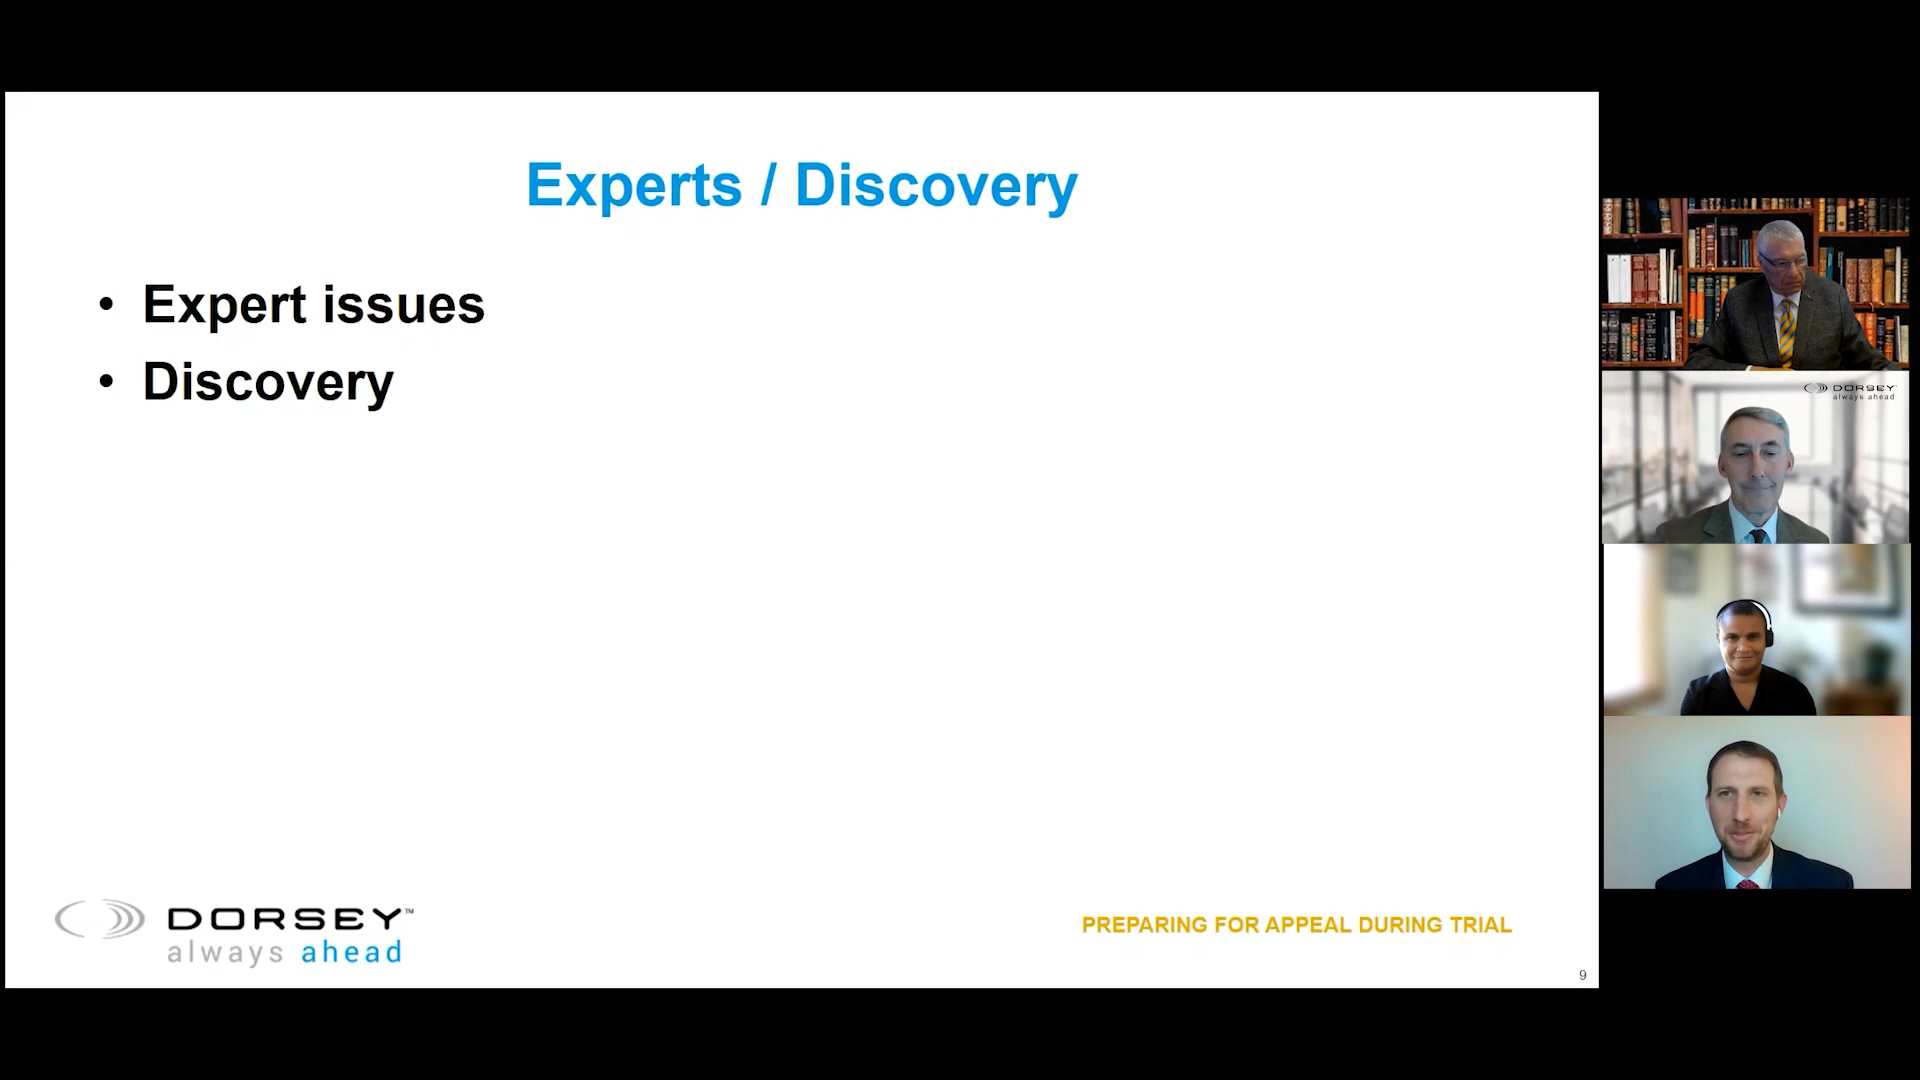 Experts / Discovery
• Expert issues
• Discovery
DORSEY™
always ahead
PREPARING FOR APPEAL DURING TRIAL
9
DORSEY
always ahead